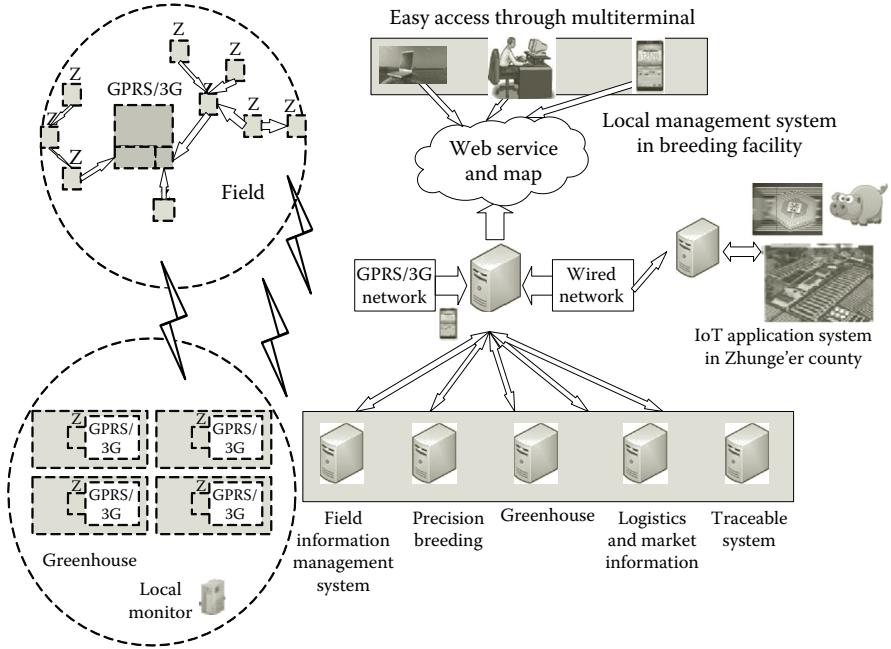 Easy access through multiterminal
Z
Z
Z
GPRS/3G
Z
Z
Z
Z
Z
Field
Web service
and map
Local management system
in breeding facility
GPRS/3G
network
Wired
network
IoT application system
in Zhunge'er county
Z
GPRS/
3G
Z
GPRS/
3G
Z
GPRS/
3G
Z
GPRS/
3G
Greenhouse
Local
monitor
Field
information
management
system
Precision
breeding
Greenhouse
Logistics
and market
information
Traceable
system